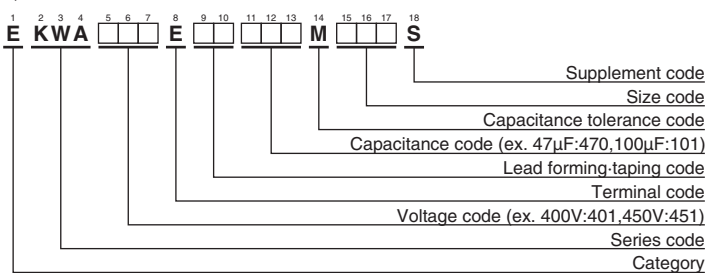 1 2 3 4 5 6 7 8 9 10 11 12 13 14 15 16 17 18
E KWA □□□ E □□ □□□ M □□□ S
Supplement code
Size code
Capacitance tolerance code
Capacitance code (ex. 47μF:470,100μF:101)
Lead forming·taping code
Terminal code
Voltage code (ex. 400V:401,450V:451)
Series code
Category